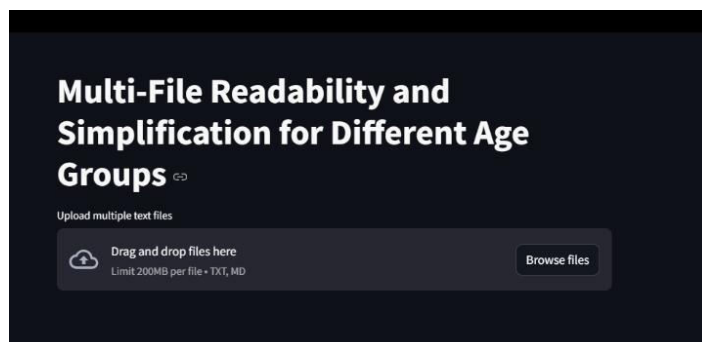 Multi-File Readability and
Simplification for Different Age
Groups
Upload multiple text files
Drag and drop files here
Limit 200MB per file • TXT, MD
Browse files